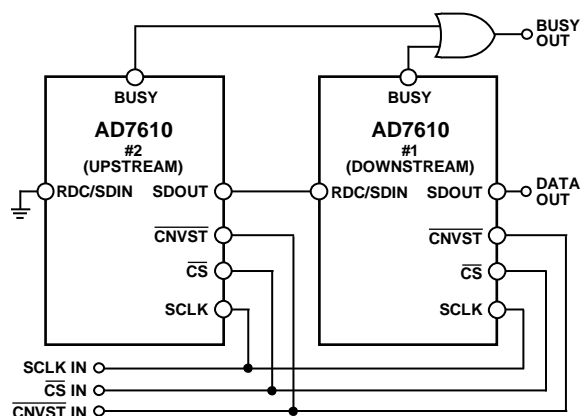 BUSY
OUT
BUSY
BUSY
AD7610
#2
(UPSTREAM)
AD7610
#1
(DOWNSTREAM)
RDC/SDIN
SDOUT
RDC/SDIN
SDOUT
DATA
OUT
CNVST
CNVST
CS
CS
SCLK
SCLK
SCLK IN
CS IN
CNVST IN